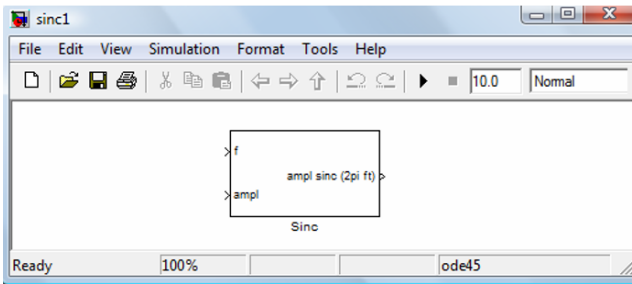 sinc1
File Edit View Simulation Format Tools Help
10.0 Normal
f
ampl sinc (2pi ft)
ampl
Sinc
Ready 100% ode45